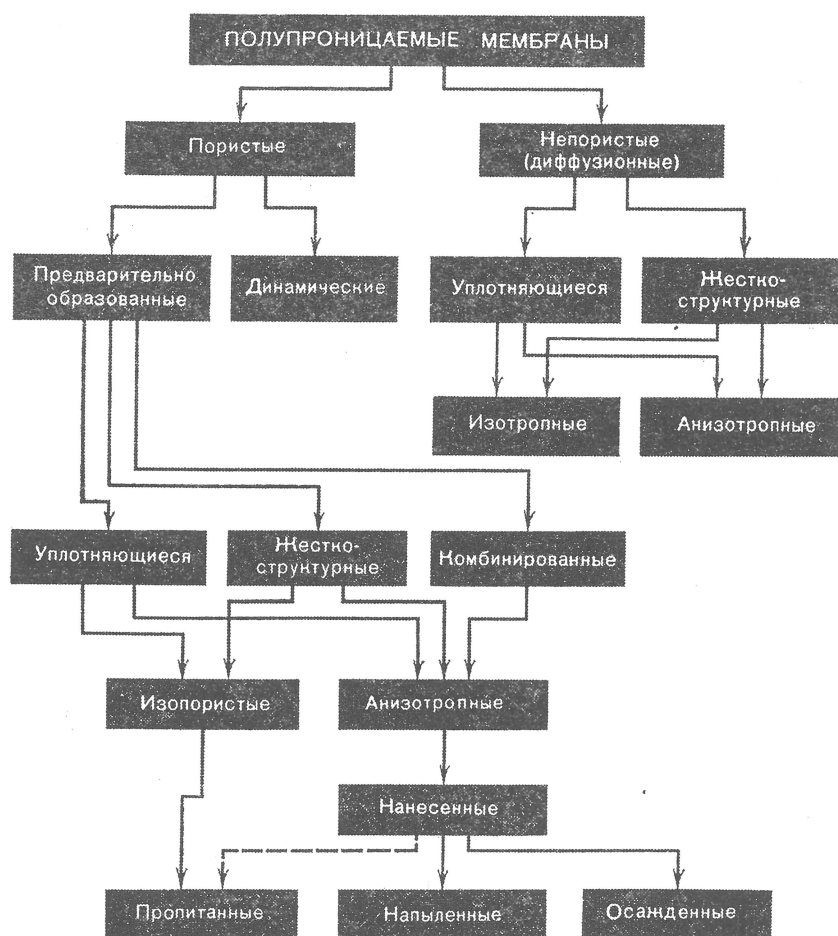 ПОЛУПРОНИЦАЕМЫЕ МЕМБРАНЫ
Пористые
Непористые
(диффузионные)
Предварительно
образованные
Динамические
Уплотняющиеся
Жестко-
структурные
Изотропные
Анизотропные
Уплотняющиеся
Жестко-
структурные
Комбинированные
Изопористые
Анизотропные
Нанесенные
Пропитанные
Напыленные
Осажденные